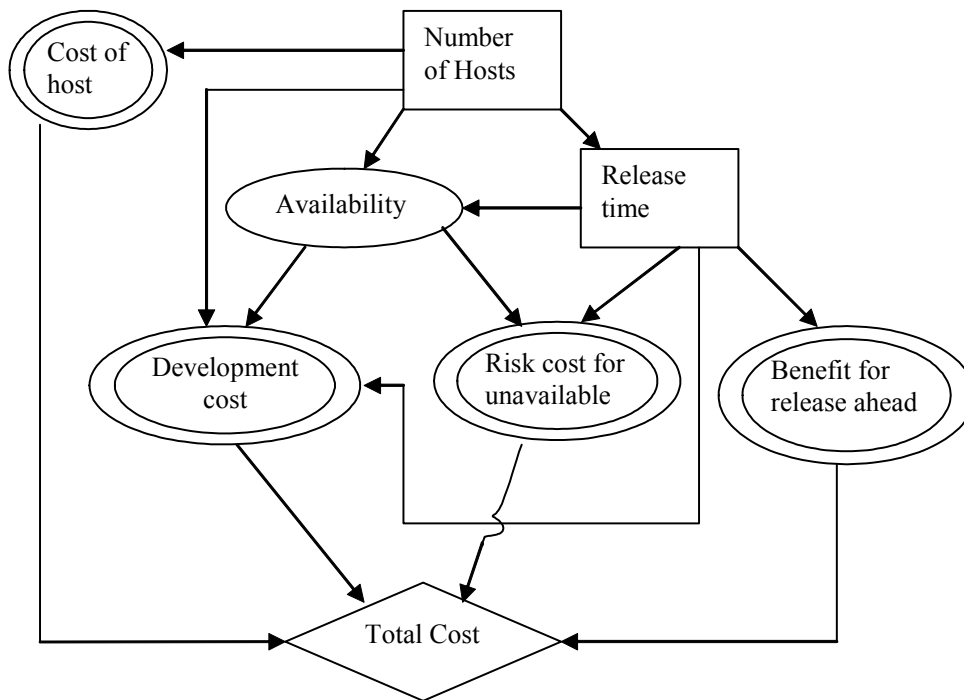 Cost of
host
Number
of Hosts
Release
time
Availability
Development
cost
Risk cost for
unavailable
Benefit for
release ahead
Total Cost